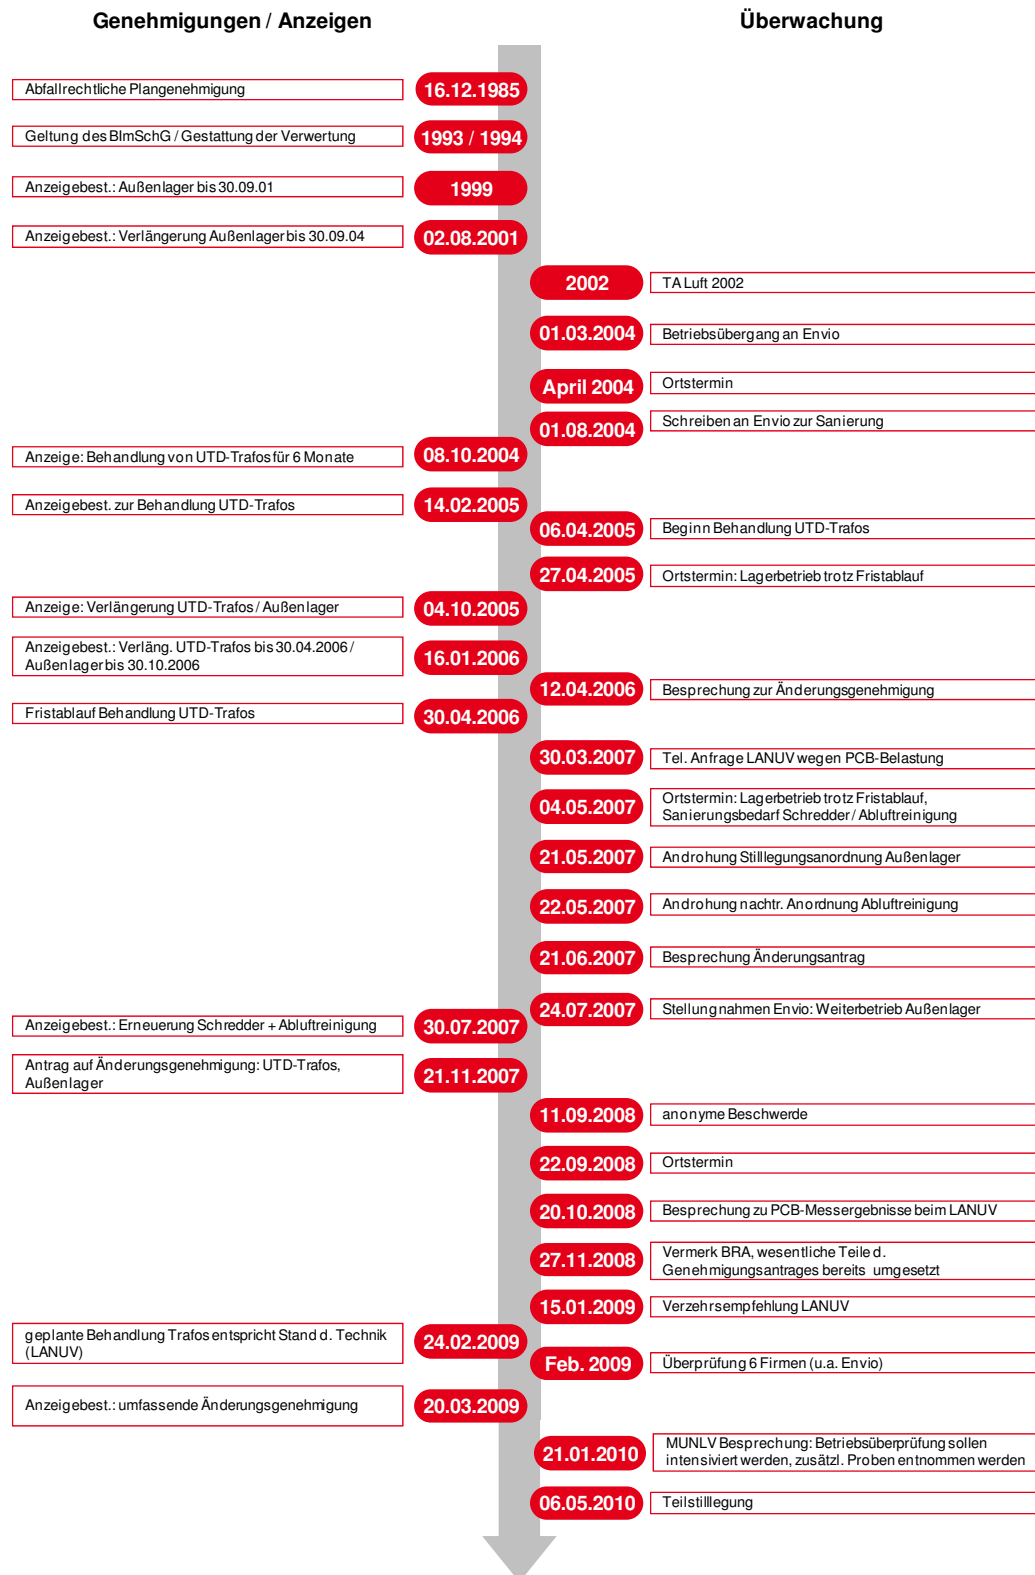 Genehmigungen / Anzeigen
Überwachung
Abfallrechtliche Plangenehmigung
16.12.1985
Geltung des BImSchG / Gestattung der Verwertung
1993 / 1994
Anzeigebest.: Außenlager bis 30.09.01
1999
Anzeigebest.: Verlängerung Außenlager bis 30.09.04
02.08.2001
2002
TA Luft 2002
01.03.2004
Betriebsübergang an Envio
April 2004
Ortstermin
01.08.2004
Schreiben an Envio zur Sanierung
Anzeige: Behandlung von UTD-Trafos für 6 Monate
08.10.2004
Anzeigebest. zur Behandlung UTD-Trafos
14.02.2005
06.04.2005
Beginn Behandlung UTD-Trafos
27.04.2005
Ortstermin: Lagerbetrieb trotz Fristablauf
Anzeige: Verlängerung UTD-Trafos / Außenlager
04.10.2005
Anzeigebest.: Verläng. UTD-Trafos bis 30.04.2006 /
Außenlager bis 30.10.2006
16.01.2006
12.04.2006
Besprechung zur Änderungsgenehmigung
Fristablauf Behandlung UTD-Trafos
30.04.2006
30.03.2007
Tel. Anfrage LANUV wegen PCB-Belastung
04.05.2007
Ortstermin: Lagerbetrieb trotz Fristablauf,
Sanierungsbedarf Schredder / Abluftreinigung
21.05.2007
Androhung Stilllegungsanordnung Außenlager
22.05.2007
Androhung nachtr. Anordnung Abluftreinigung
21.06.2007
Besprechung Änderungsantrag
24.07.2007
Stellungnahmen Envio: Weiterbetrieb Außenlager
Anzeigebest.: Erneuerung Schredder + Abluftreinigung
30.07.2007
Antrag auf Änderungsgenehmigung: UTD-Trafos,
Außenlager
21.11.2007
11.09.2008
anonyme Beschwerde
22.09.2008
Ortstermin
20.10.2008
Besprechung zu PCB-Messergebnisse beim LANUV
27.11.2008
Vermerk BRA, wesentliche Teile d.
Genehmigungsantrages bereits umgesetzt
15.01.2009
Verzehrsempfehlung LANUV
geplante Behandlung Trafos entspricht Stand d. Technik
(LANUV)
24.02.2009
Feb. 2009
Überprüfung 6 Firmen (u.a. Envio)
Anzeigebest.: umfassende Änderungsgenehmigung
20.03.2009
21.01.2010
MUNLV Besprechung: Betriebsüberprüfung sollen
intensiviert werden, zusätzl. Proben entnommen werden
06.05.2010
Teilstilllegung